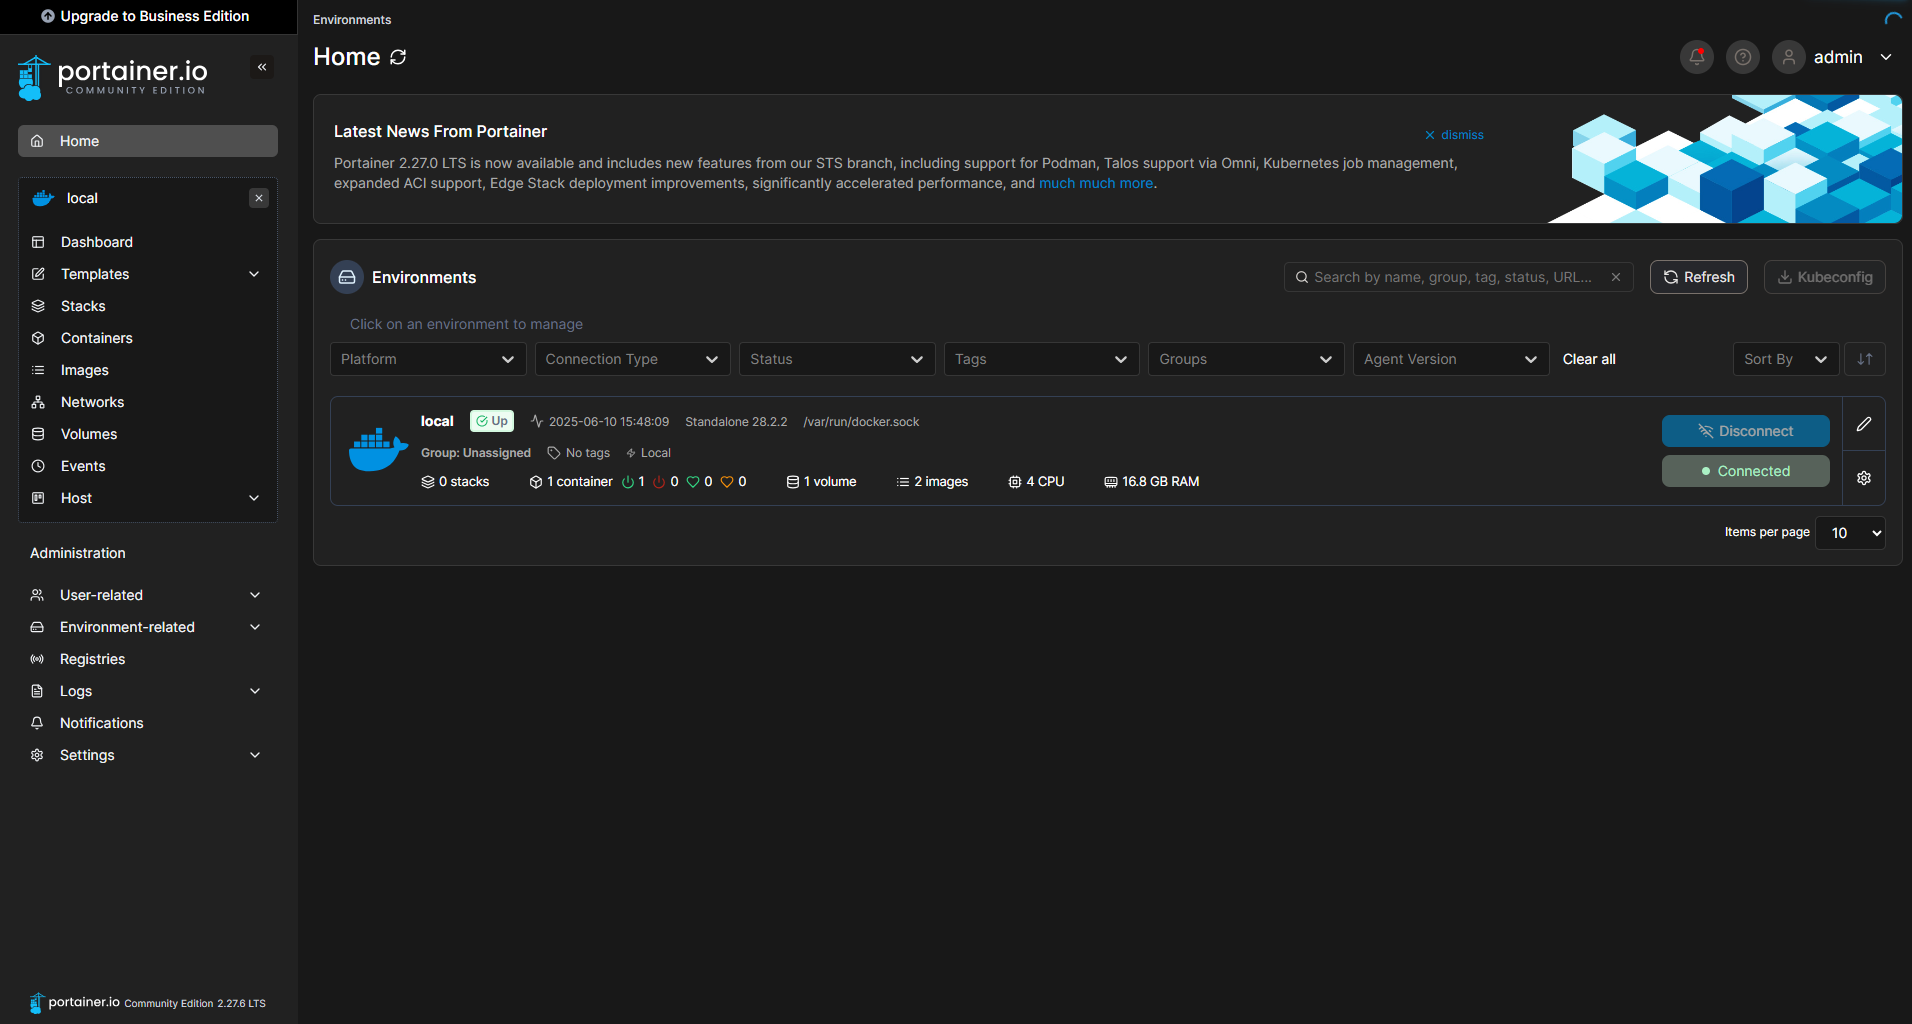 Upgrade to Business Edition
portainer.io
COMMUNITY EDITION
Home
local
Dashboard
Templates
Stacks
Containers
Images
Networks
Volumes
Events
Host
Administration
User-related
Environment-related
Registries
Logs
Notifications
Settings
portainer.io Community Edition 2.27.6 LTS
Environments
Home
admin
Latest News From Portainer
dismiss
Portainer 2.27.0 LTS is now available and includes new features from our STS branch, including support for Podman, Talos support via Omni, Kubernetes job management,
expanded ACI support, Edge Stack deployment improvements, significantly accelerated performance, and much much more.
Environments
Search by name, group, tag, status, URL...
Refresh
Kubeconfig
Click on an environment to manage
Platform
Connection Type
Status
Tags
Groups
Agent Version
Clear all
Sort By
local Up 2025-06-10 15:48:09 Standalone 28.2.2 /var/run/docker.sock
Group: Unassigned No tags Local
0 stacks 1 container 1 0 0 0 1 volume 2 images 4 CPU 16.8 GB RAM
Disconnect
Connected
Items per page 10